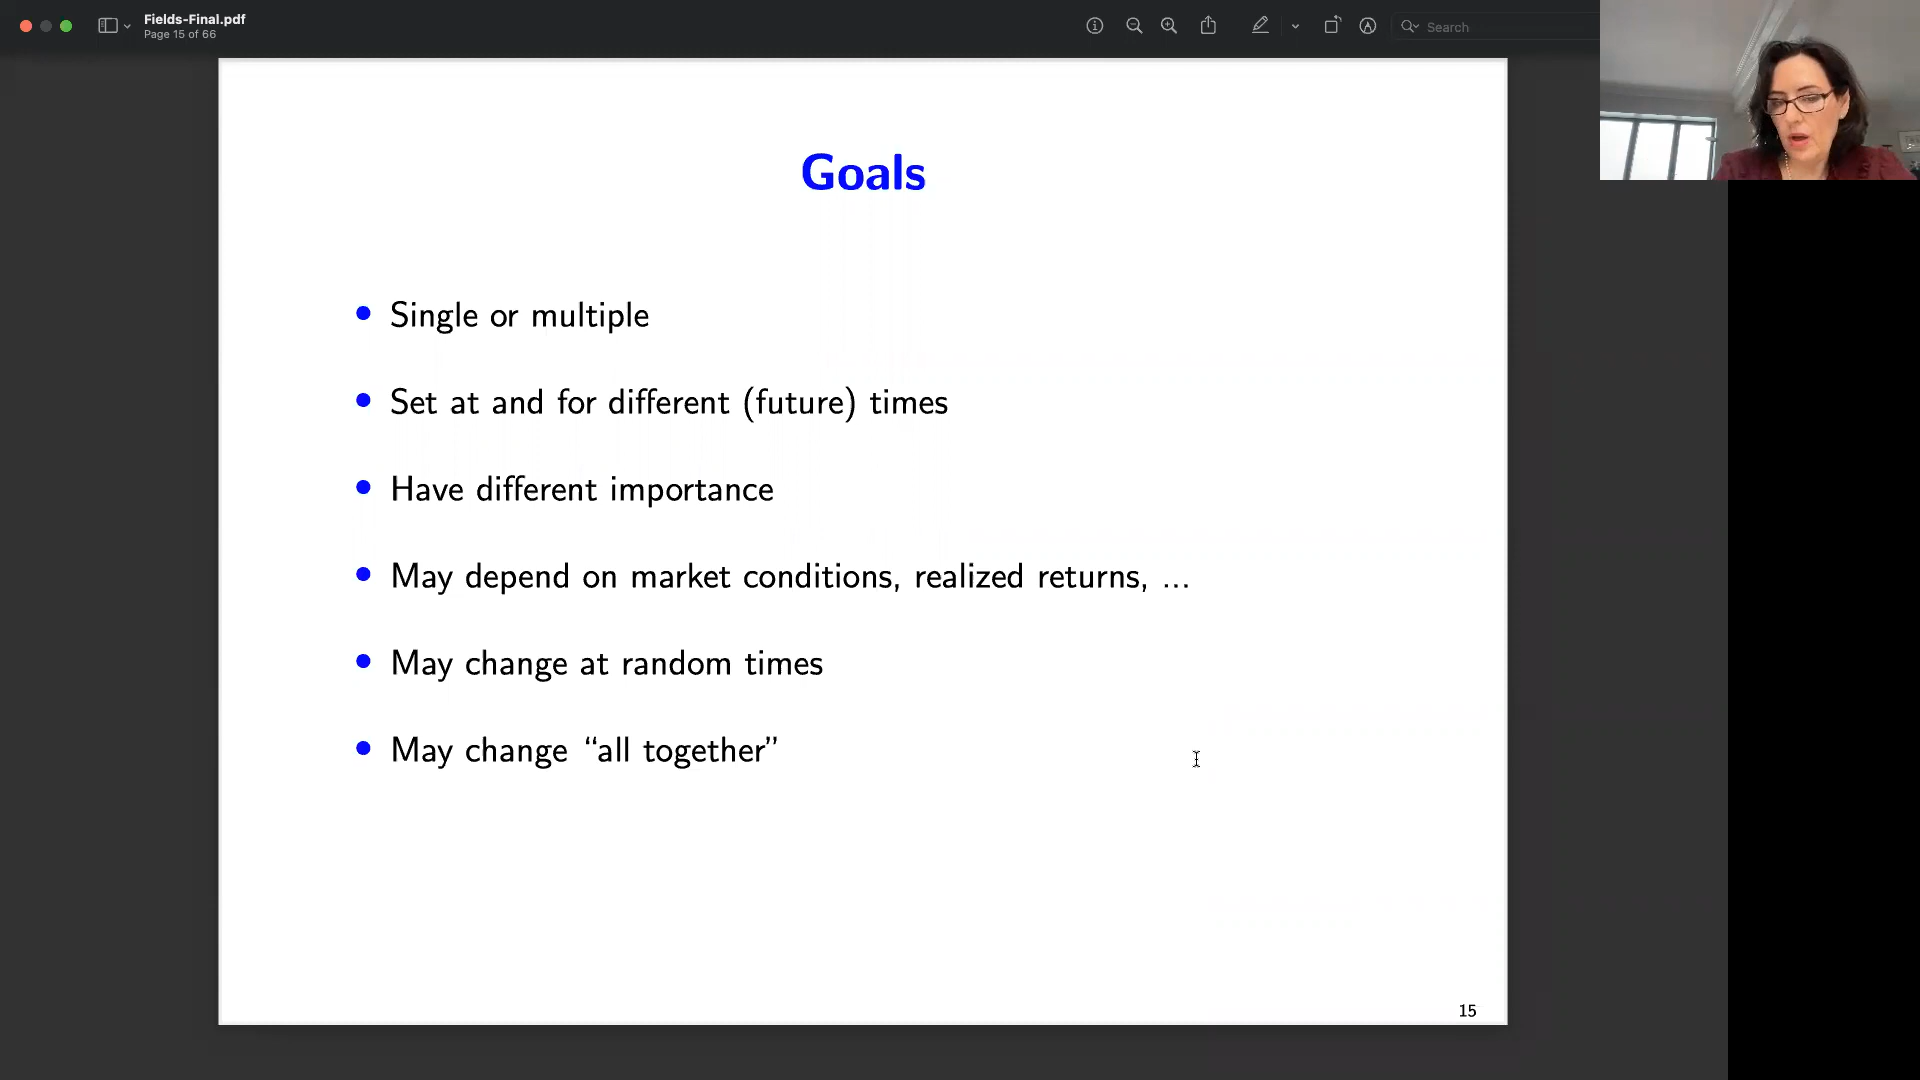 Fields-Final.pdf
Page 15 of 66
Search
Goals
Single or multiple
Set at and for different (future) times
Have different importance
May depend on market conditions, realized returns, ...
May change at random times
May change “all together”
15